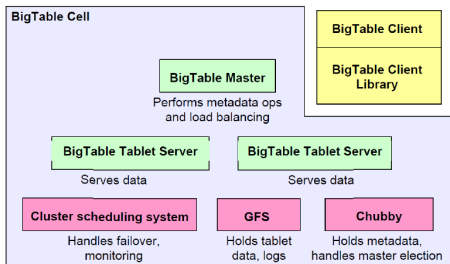 BigTable Cell
BigTable Client
BigTable Client
Library
BigTable Master
Performs metadata ops
and load balancing
BigTable Tablet Server
BigTable Tablet Server
Serves data
Serves data
Cluster scheduling system
GFS
Chubby
Handles failover,
monitoring
Holds tablet
data, logs
Holds metadata,
handles master election